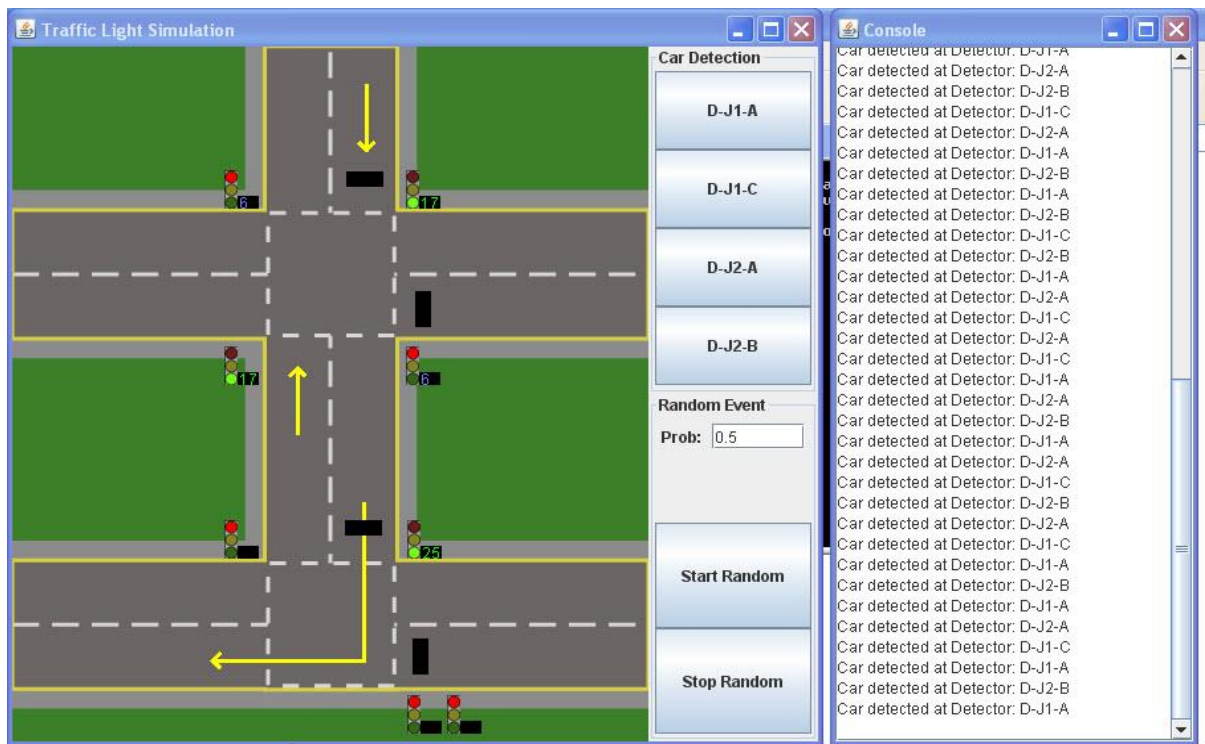 Traffic Light Simulation
6
17
17
6
25
Car Detection
D-J1-A
D-J1-C
D-J2-A
D-J2-B
Random Event
Prob: 0.5
Start Random
Stop Random
Console
Car detected at Detector: D-J1-A
Car detected at Detector: D-J2-A
Car detected at Detector: D-J2-B
Car detected at Detector: D-J1-C
Car detected at Detector: D-J2-A
Car detected at Detector: D-J1-A
Car detected at Detector: D-J2-B
Car detected at Detector: D-J1-A
Car detected at Detector: D-J2-B
Car detected at Detector: D-J1-C
Car detected at Detector: D-J2-B
Car detected at Detector: D-J1-A
Car detected at Detector: D-J2-A
Car detected at Detector: D-J1-C
Car detected at Detector: D-J2-A
Car detected at Detector: D-J1-C
Car detected at Detector: D-J1-A
Car detected at Detector: D-J2-A
Car detected at Detector: D-J2-B
Car detected at Detector: D-J1-A
Car detected at Detector: D-J2-A
Car detected at Detector: D-J1-C
Car detected at Detector: D-J2-B
Car detected at Detector: D-J2-A
Car detected at Detector: D-J1-C
Car detected at Detector: D-J1-A
Car detected at Detector: D-J2-B
Car detected at Detector: D-J1-A
Car detected at Detector: D-J2-A
Car detected at Detector: D-J1-C
Car detected at Detector: D-J1-A
Car detected at Detector: D-J2-B
Car detected at Detector: D-J1-A